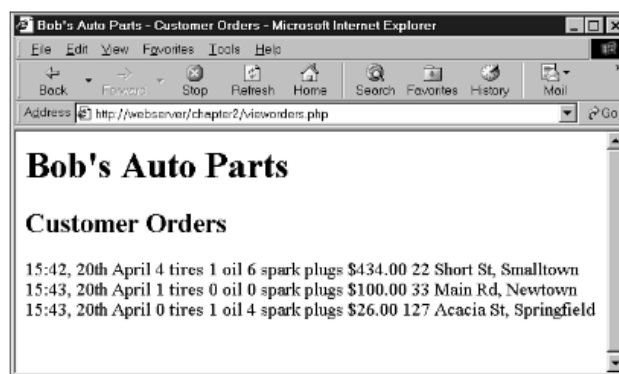 Bob's Auto Parts - Customer Orders - Microsoft Internet Explorer
File Edit View Favorites Tools Help
Back Forward Stop Refresh Home Search Favorites History Mail
Address http://webserver/chapter2/vieworders.php Go
Bob's Auto Parts
Customer Orders
15:42, 20th April 4 tires 1 oil 6 spark plugs $434.00 22 Short St, Smalltown
15:43, 20th April 1 tires 0 oil 0 spark plugs $100.00 33 Main Rd, Newtown
15:43, 20th April 0 tires 1 oil 4 spark plugs $26.00 127 Acacia St, Springfield